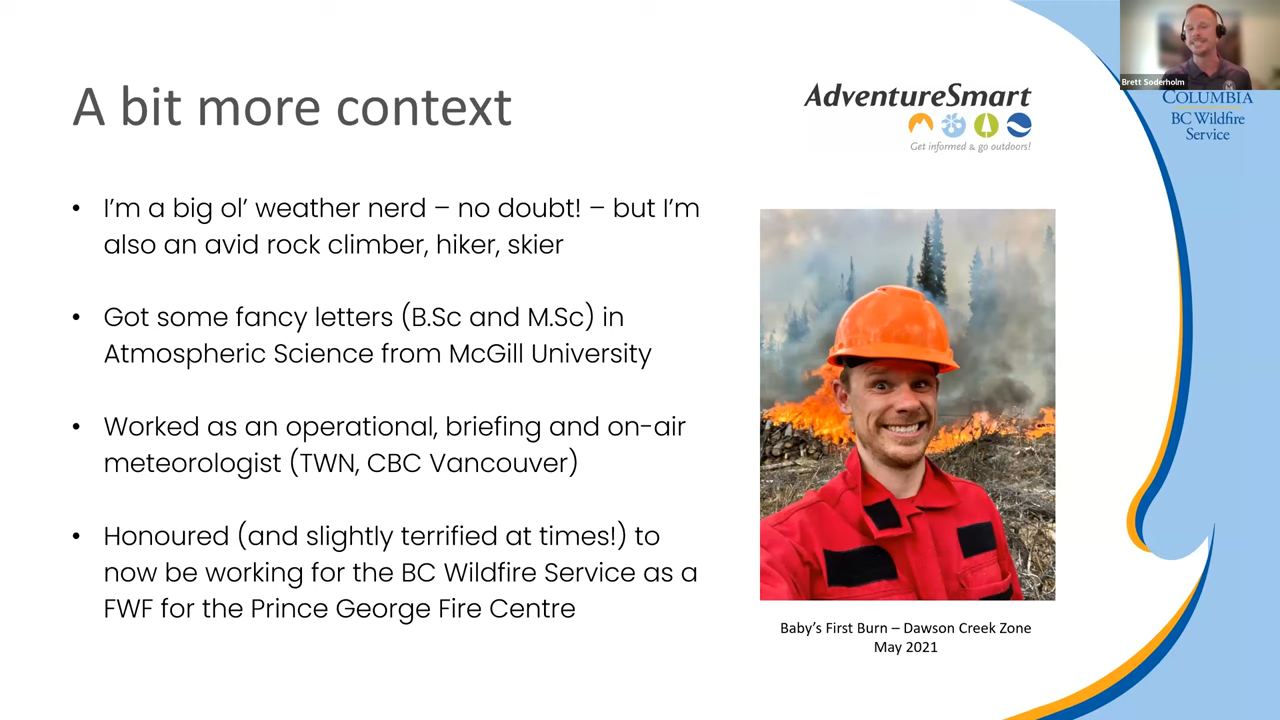 A bit more context
AdventureSmart
Get informed & go outdoors!
Brett Soderholm
COLUMBIA
BC Wildfire
Service
• I’m a big ol’ weather nerd – no doubt! – but I’m
also an avid rock climber, hiker, skier
• Got some fancy letters (B.Sc and M.Sc) in
Atmospheric Science from McGill University
• Worked as an operational, briefing and on-air
meteorologist (TWN, CBC Vancouver)
• Honoured (and slightly terrified at times!) to
now be working for the BC Wildfire Service as a
FWF for the Prince George Fire Centre
Baby’s First Burn – Dawson Creek Zone
May 2021